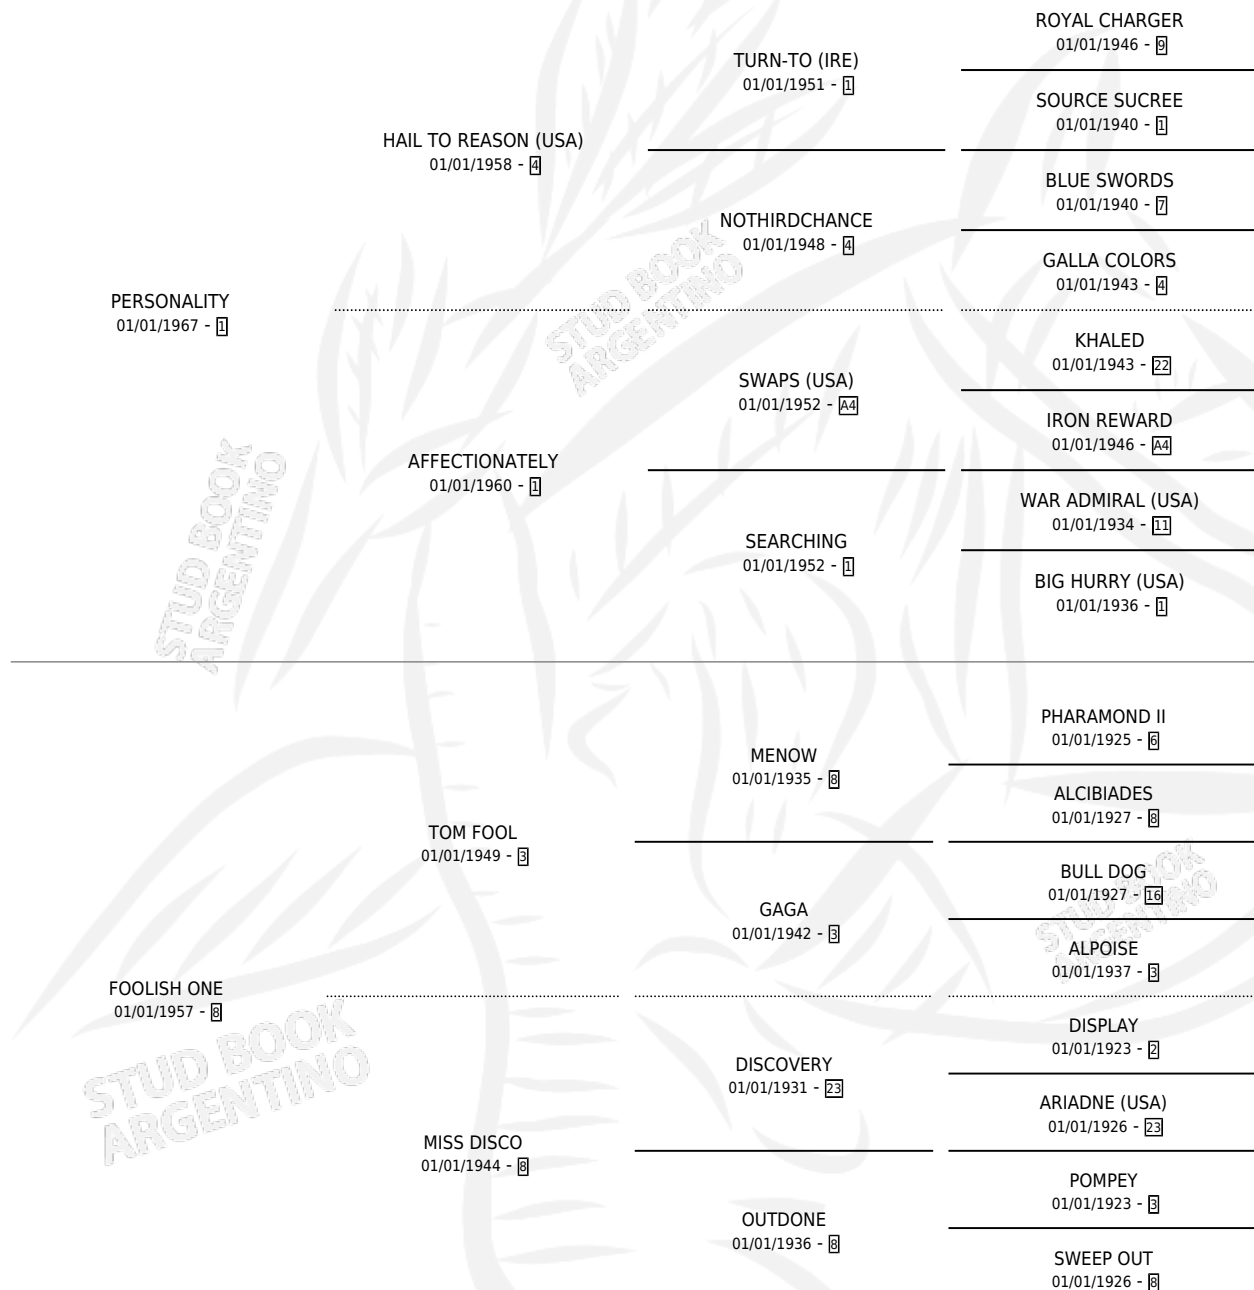 PERSONALITY
01/01/1967 - 1
HAIL TO REASON (USA)
01/01/1958 - 4
AFFECTIONATELY
01/01/1960 - 1
TURN-TO (IRE)
01/01/1951 - 1
NOTHIRDCHANCE
01/01/1948 - 4
SWAPS (USA)
01/01/1952 - A4
SEARCHING
01/01/1952 - 1
ROYAL CHARGER
01/01/1946 - 9
SOURCE SUCREE
01/01/1940 - 1
BLUE SWORDS
01/01/1940 - 7
GALLA COLORS
01/01/1943 - 4
KHALED
01/01/1943 - 22
IRON REWARD
01/01/1946 - A4
WAR ADMIRAL (USA)
01/01/1934 - 11
BIG HURRY (USA)
01/01/1936 - 1
FOOLISH ONE
01/01/1957 - 8
TOM FOOL
01/01/1949 - 3
MISS DISCO
01/01/1944 - 8
MENOW
01/01/1935 - 8
GAGA
01/01/1942 - 3
DISCOVERY
01/01/1931 - 23
OUTDONE
01/01/1936 - 8
PHARAMOND II
01/01/1925 - 6
ALCIBIADES
01/01/1927 - 8
BULL DOG
01/01/1927 - 16
ALPOISE
01/01/1937 - 3
DISPLAY
01/01/1923 - 2
ARIADNE (USA)
01/01/1926 - 23
POMPEY
01/01/1923 - 3
SWEEP OUT
01/01/1926 - 8
STUD BOOK
ARGENTINO
STUD BOOK
ARGENTINO
STUD BOOK
ARGENTINO
STUD BOOK
ARGENTINO